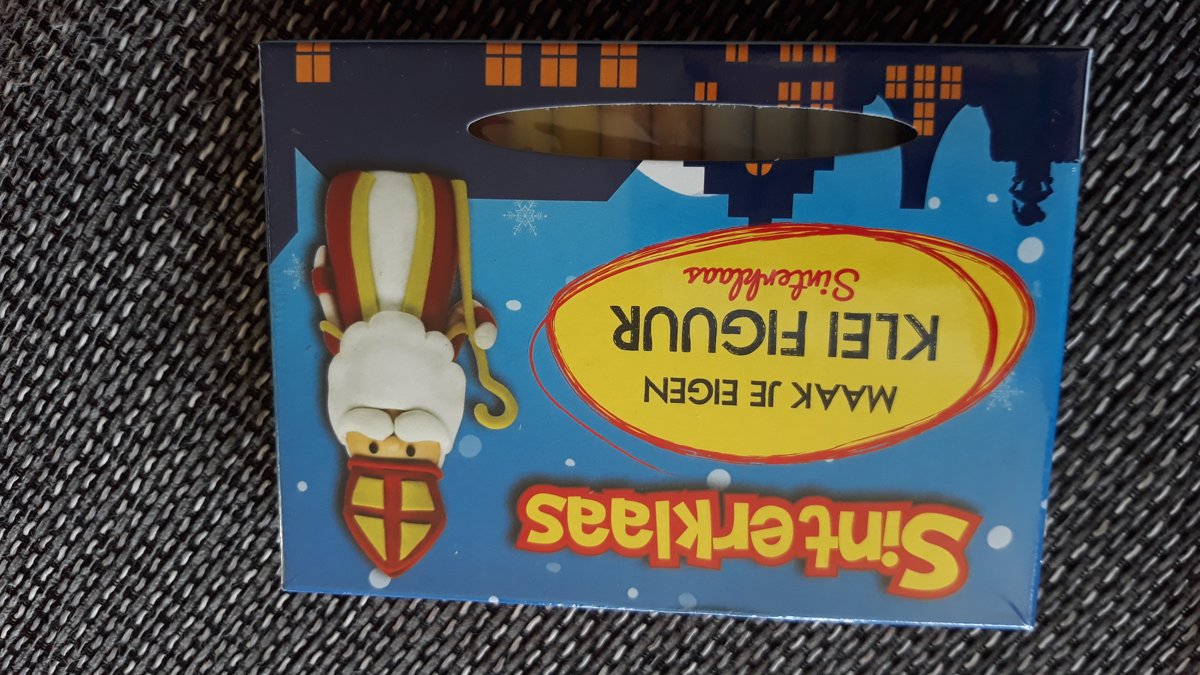 Sinterklaas
MAAK JE EIGEN
KLEI FIGUUR
Sinterklaas